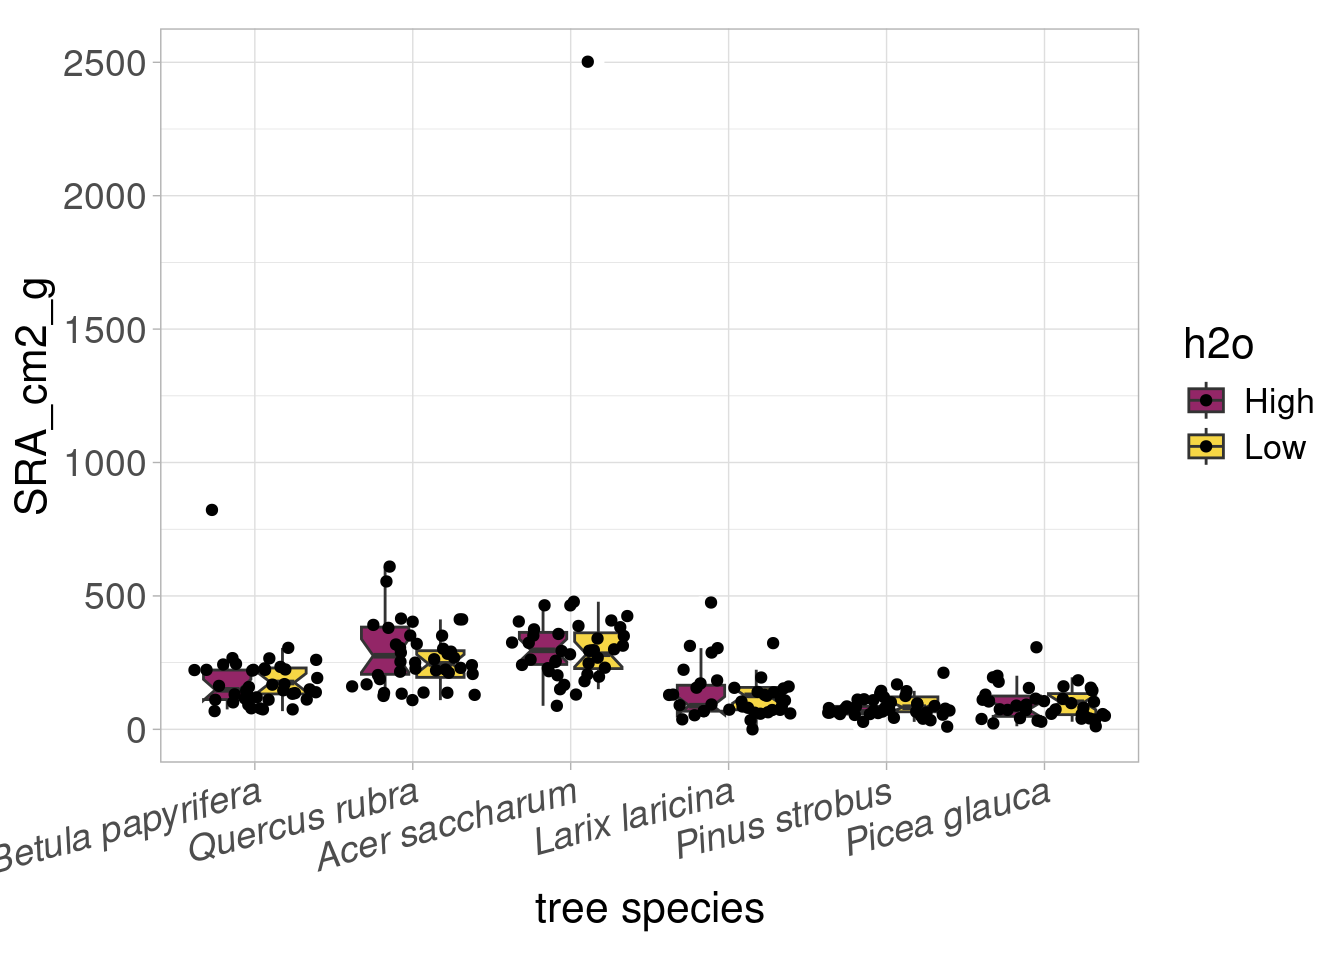 2500
2000
1500
1000
500
0
SRA_cm2_g
Betula papyrifera
Quercus rubra
Acer saccharum
Larix laricina
Pinus strobus
Picea glauca
tree species
h2o
High
Low